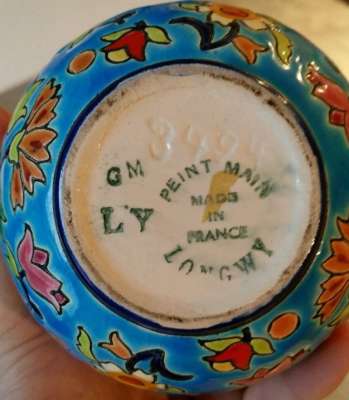 GM
LY
PEINT MAIN
MADE
IN
FRANCE
LONGWY